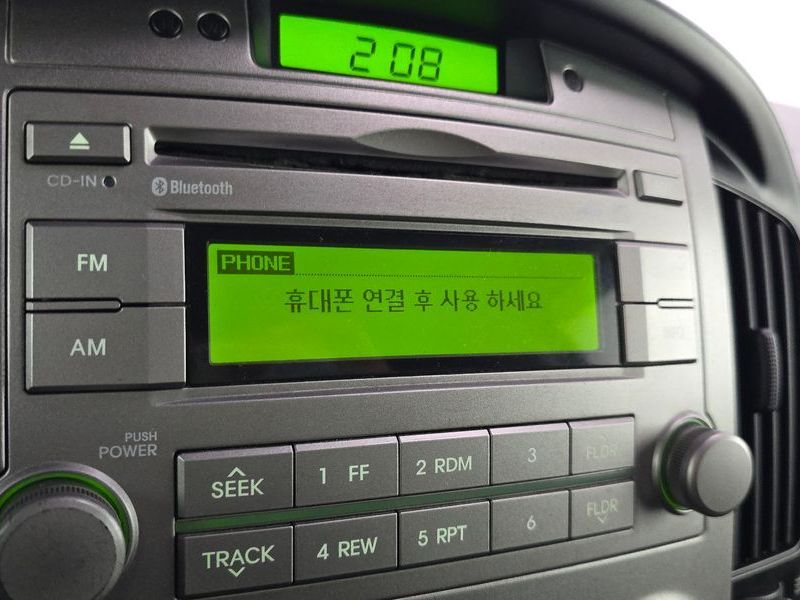 2 08
CD-IN
Bluetooth
FM
PHONE
휴대폰 연결 후 사용 하세요
AM
PUSH
POWER
SEEK
1 FF
2 RDM
3
FLDR
TRACK
4 REW
5 RPT
6
FLDR